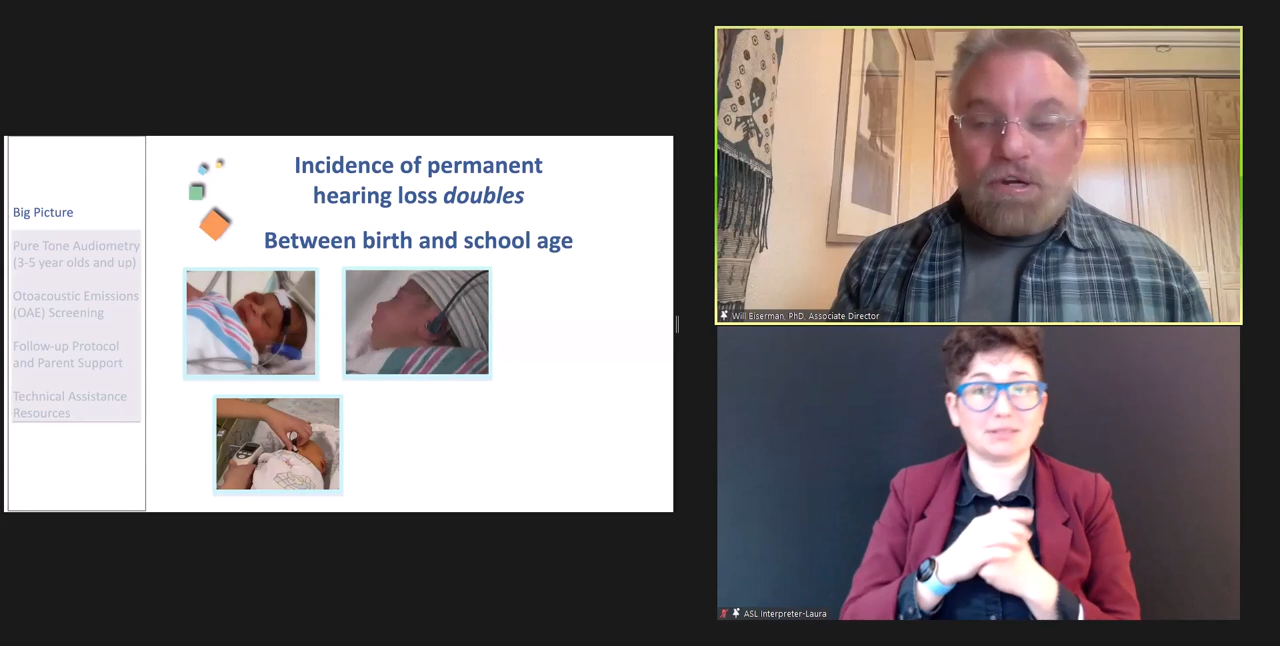 Incidence of permanent
hearing loss doubles
Between birth and school age
Big Picture
Pure Tone Audiometry
(3-5 year olds and up)
Otoacoustic Emissions
(OAE) Screening
Follow-up Protocol
and Parent Support
Technical Assistance
Resources
Will Eiserman, PhD, Associate Director
ASL Interpreter-Laura